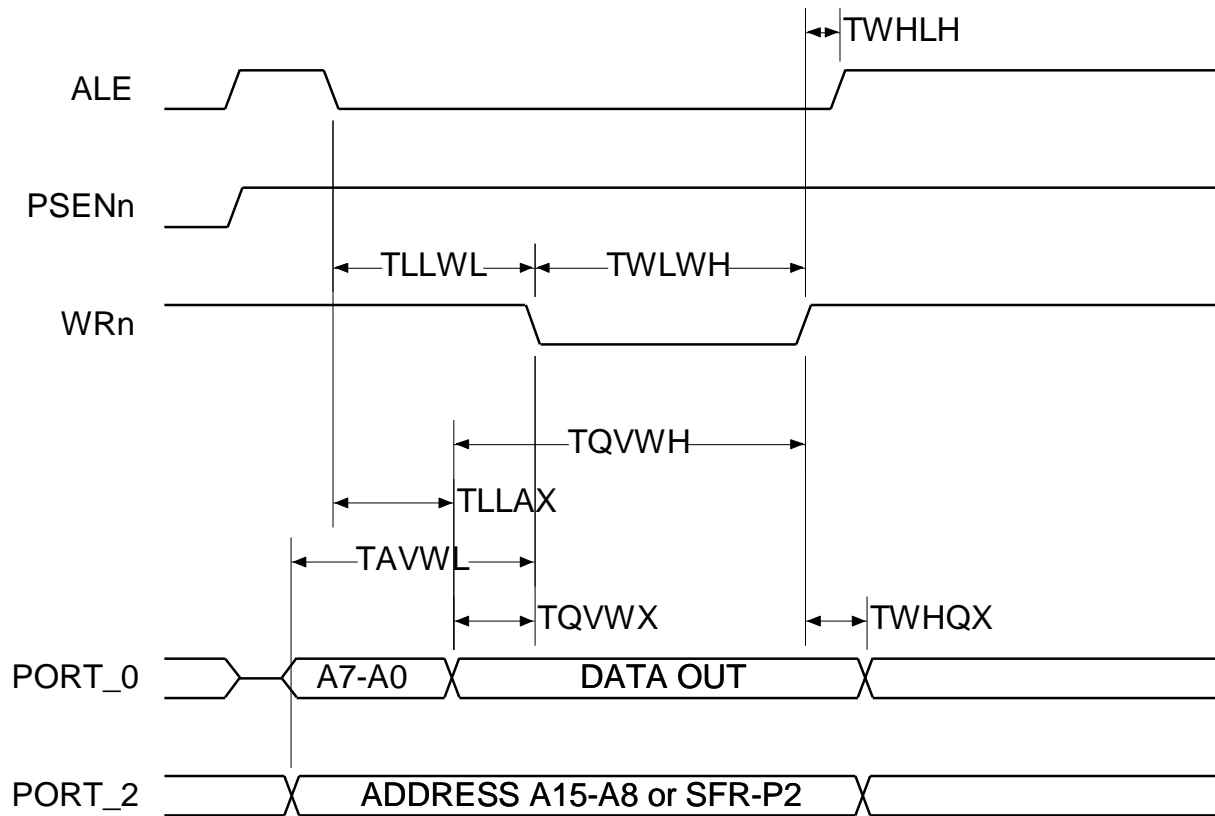 TWHLH
ALE
PSENn
TLLWL TWLWH
WRn
TQVWH
TLLAX
TAVWL
TQVWX TWHQX
PORT_0 A7-A0 DATA OUT
PORT_2 ADDRESS A15-A8 or SFR-P2